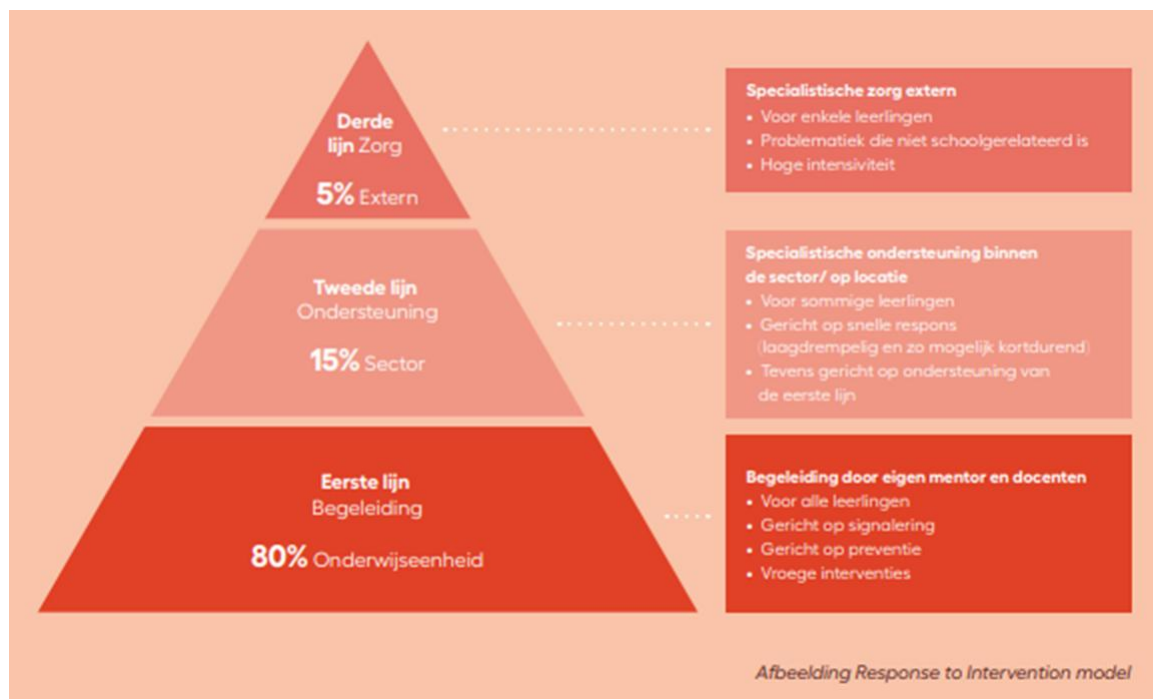 Derde
lijn Zorg
5% Extern
Specialistische zorg extern
• Voor enkele leerlingen
• Problematiek die niet schoolgerelateerd is
• Hoge intensiviteit
Tweede lijn
Ondersteuning
15% Sector
Specialistische ondersteuning binnen
de sector/ op locatie
• Voor sommige leerlingen
• Gericht op snelle respons
(laagdrempelig en zo mogelijk kortdurend)
• Tevens gericht op ondersteuning van
de eerste lijn
Eerste lijn
Begeleiding
80% Onderwijseenheid
Begeleiding door eigen mentor en docenten
• Voor alle leerlingen
• Gericht op signalering
• Gericht op preventie
• Vroege interventies
Afbeelding Response to Intervention model